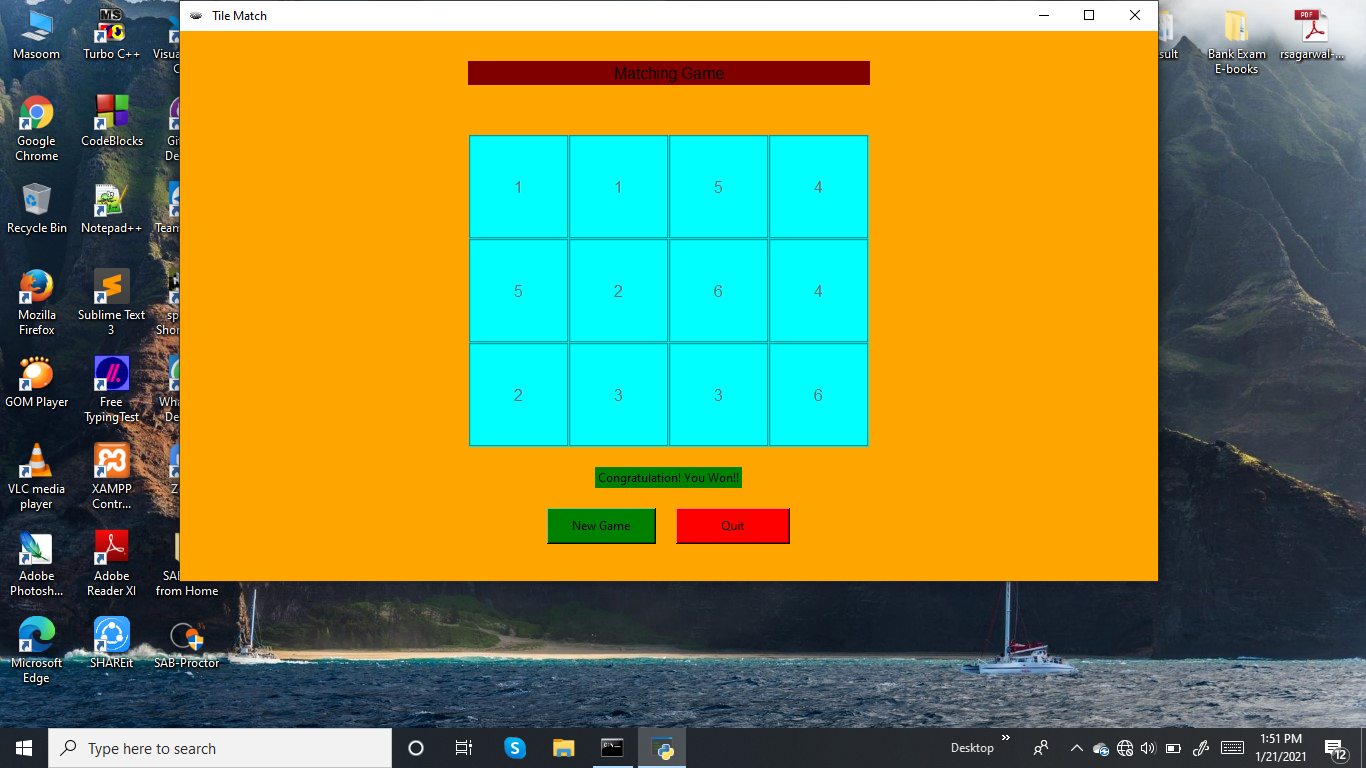 Tile Match
Matching Game
1 1 5 4
5 2 6 4
2 3 3 6
Congratulation! You Won!!
New Game
Quit
Masoom
Turbo C++
Visua
C
Google
Chrome
CodeBlocks
Gi
De
Recycle Bin
Notepad++
Team
Mozilla
Firefox
Sublime Text
3
sp
Shor
GOM Player
Free
TypingTest
Wha
De
VLC media
player
XAMPP
Contr...
Z
Adobe
Photosh...
Adobe
Reader XI
SA
from Home
Microsoft
Edge
SHAREit
SAB-Proctor
sult
Bank Exam
E-books
PDF
rsagarwal-...
Type here to search
Desktop
1:51 PM
1/21/2021
12